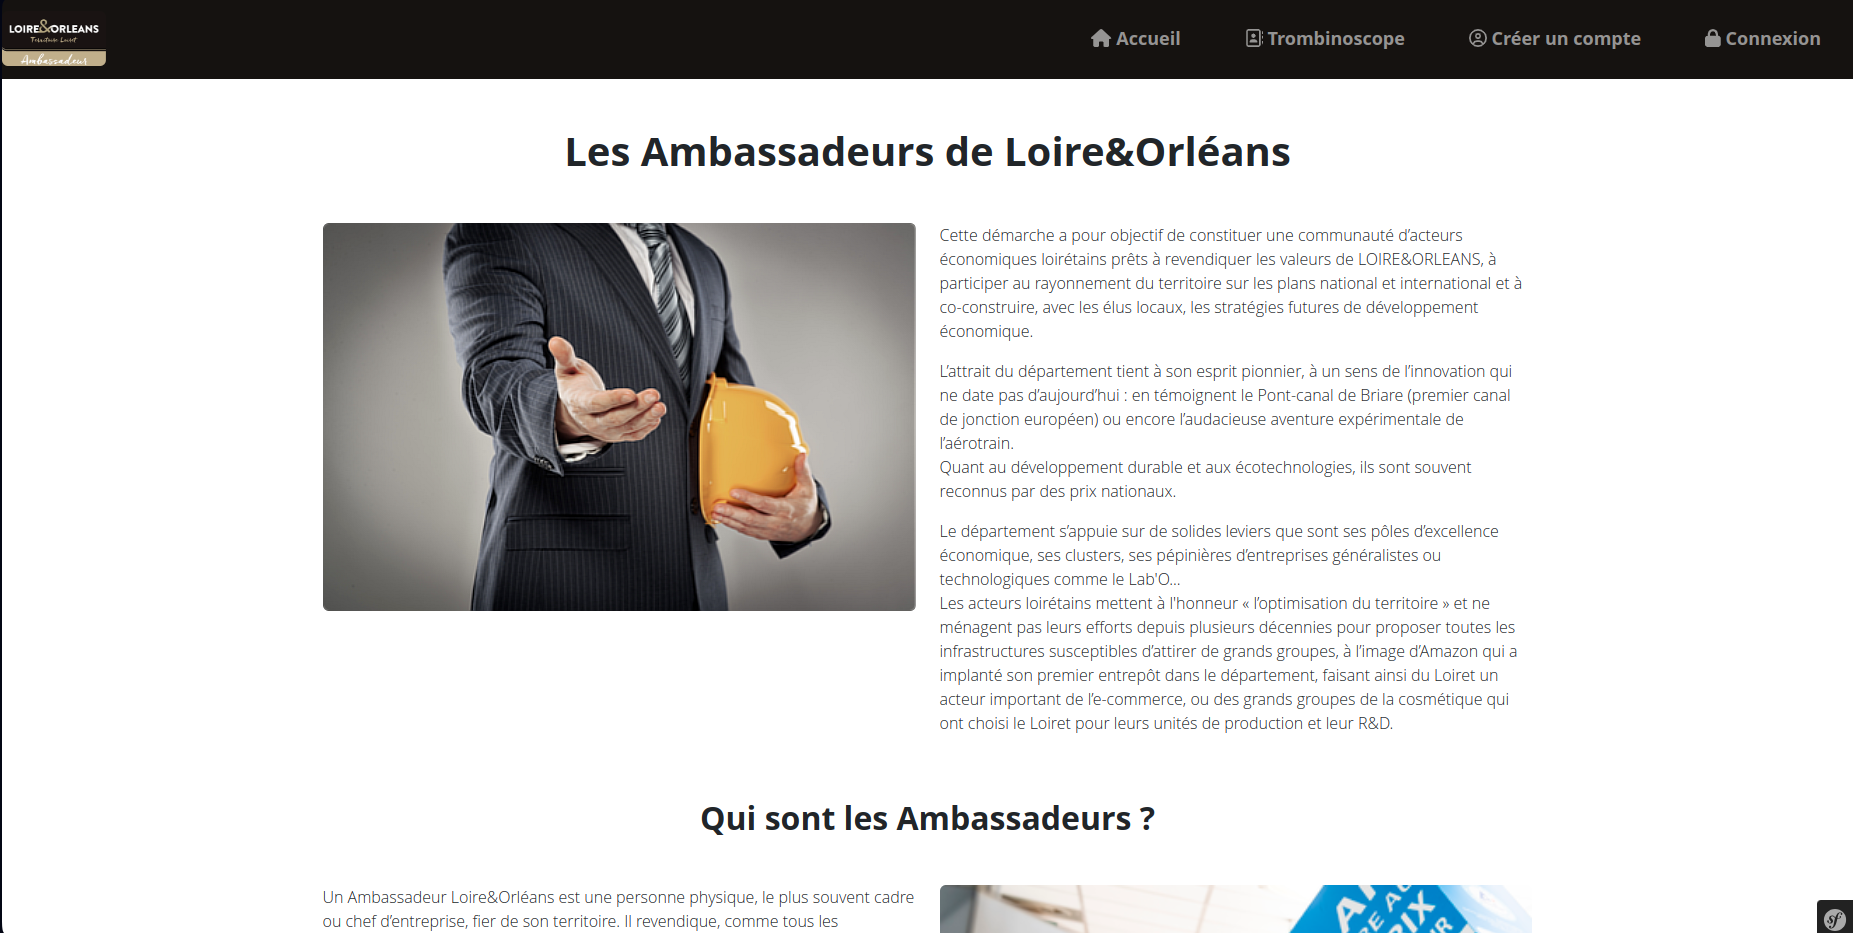 LOIRE&ORLEANS
Territoire Loiret
Ambassadeur
Accueil
Trombinoscope
Créer un compte
Connexion
Les Ambassadeurs de Loire&Orléans
Cette démarche a pour objectif de constituer une communauté d’acteurs
économiques loirétains prêts à revendiquer les valeurs de LOIRE&ORLEANS, à
participer au rayonnement du territoire sur les plans national et international et à
co-construire, avec les élus locaux, les stratégies futures de développement
économique.
L’attrait du département tient à son esprit pionnier, à un sens de l’innovation qui
ne date pas d’aujourd’hui : en témoignent le Pont-canal de Briare (premier canal
de jonction européen) ou encore l’audacieuse aventure expérimentale de
l’aérotrain.
Quant au développement durable et aux écotechnologies, ils sont souvent
reconnus par des prix nationaux.
Le département s’appuie sur de solides leviers que sont ses pôles d’excellence
économique, ses clusters, ses pépinières d’entreprises généralistes ou
technologiques comme le Lab'O...
Les acteurs loirétains mettent à l'honneur « l’optimisation du territoire » et ne
ménagent pas leurs efforts depuis plusieurs décennies pour proposer toutes les
infrastructures susceptibles d’attirer de grands groupes, à l’image d’Amazon qui a
implanté son premier entrepôt dans le département, faisant ainsi du Loiret un
acteur important de l’e-commerce, ou des grands groupes de la cosmétique qui
ont choisi le Loiret pour leurs unités de production et leur R&D.
Qui sont les Ambassadeurs ?
Un Ambassadeur Loire&Orléans est une personne physique, le plus souvent cadre
ou chef d’entreprise, fier de son territoire. Il revendique, comme tous les
sf